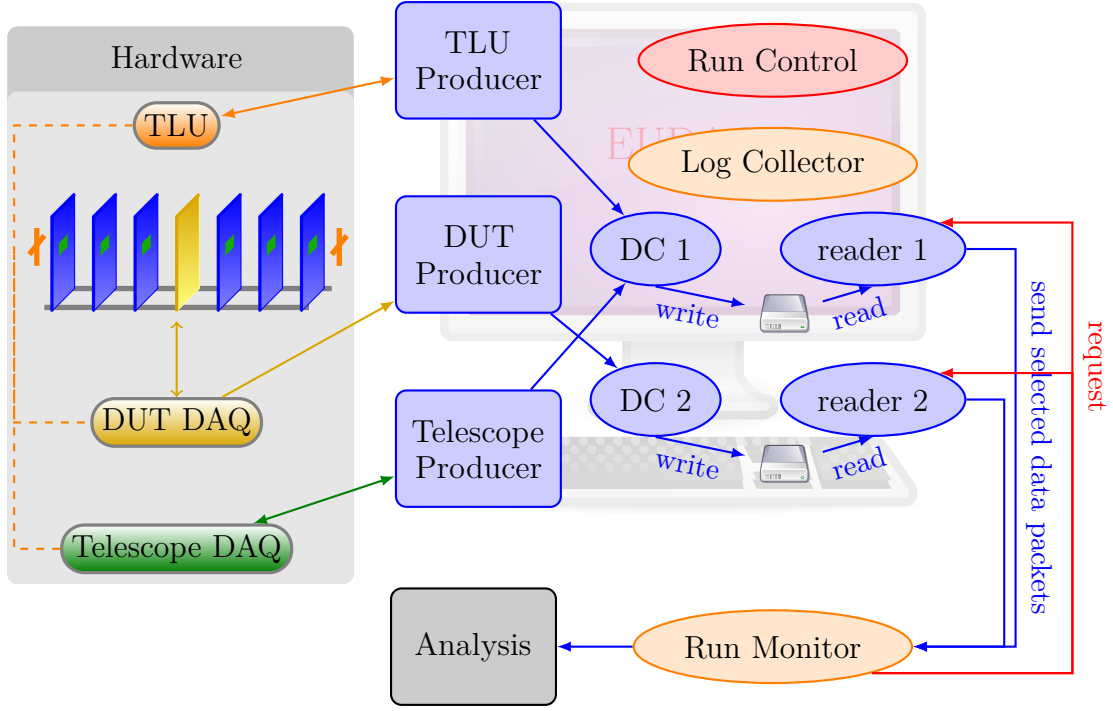 Hardware
TLU
DUT DAQ
Telescope DAQ
TLU
Producer
DUT
Producer
Telescope
Producer
Run Control
Log Collector
DC 1
reader 1
write
read
DC 2
reader 2
write
read
send selected data packets
request
Analysis
Run Monitor